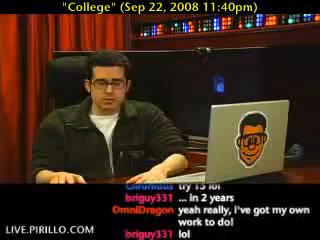 "College" (Sep 22, 2008 11:40pm)
try 15 lol
briguy331 ... in 2 years
OmniDragon yeah really, i've got my own
work to do!
briguy331 lol
LIVE.PIRILLO.COM